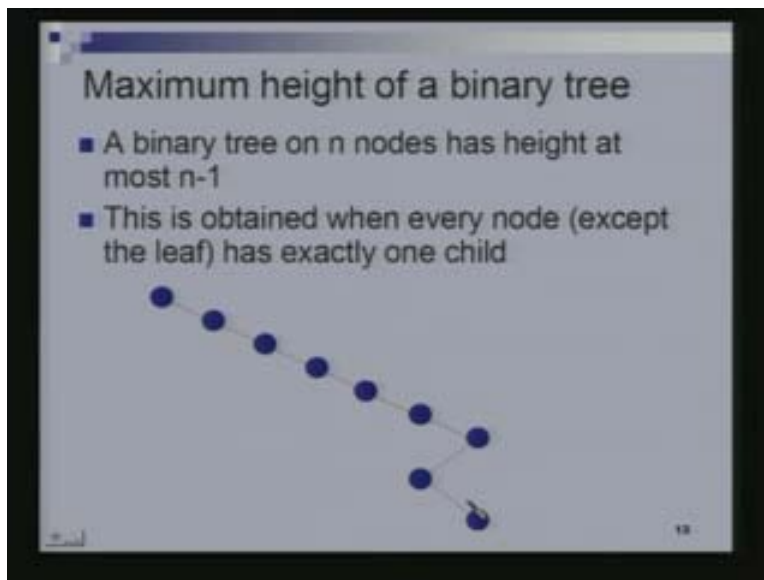 Maximum height of a binary tree
A binary tree on n nodes has height at
most n-1
This is obtained when every node (except
the leaf) has exactly one child
13